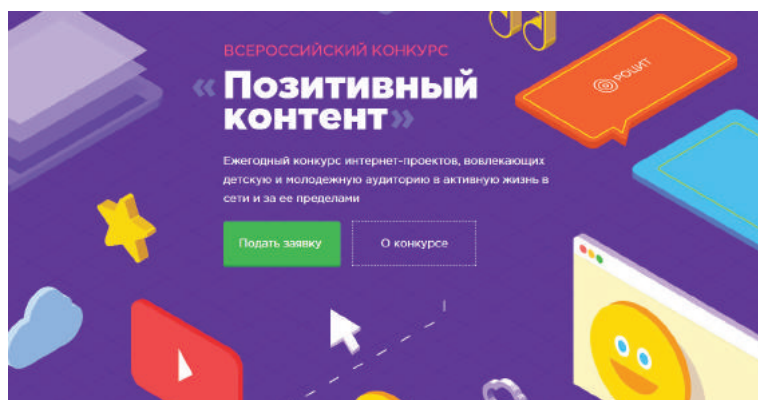 ВСЕРОССИЙСКИЙ КОНКУРС
«Позитивный
контент»
РОЦИТ
Ежегодный конкурс интернет-проектов, вовлекающих
детскую и молодежную аудиторию в активную жизнь в
сети и за ее пределами
Подать заявку
О конкурсе